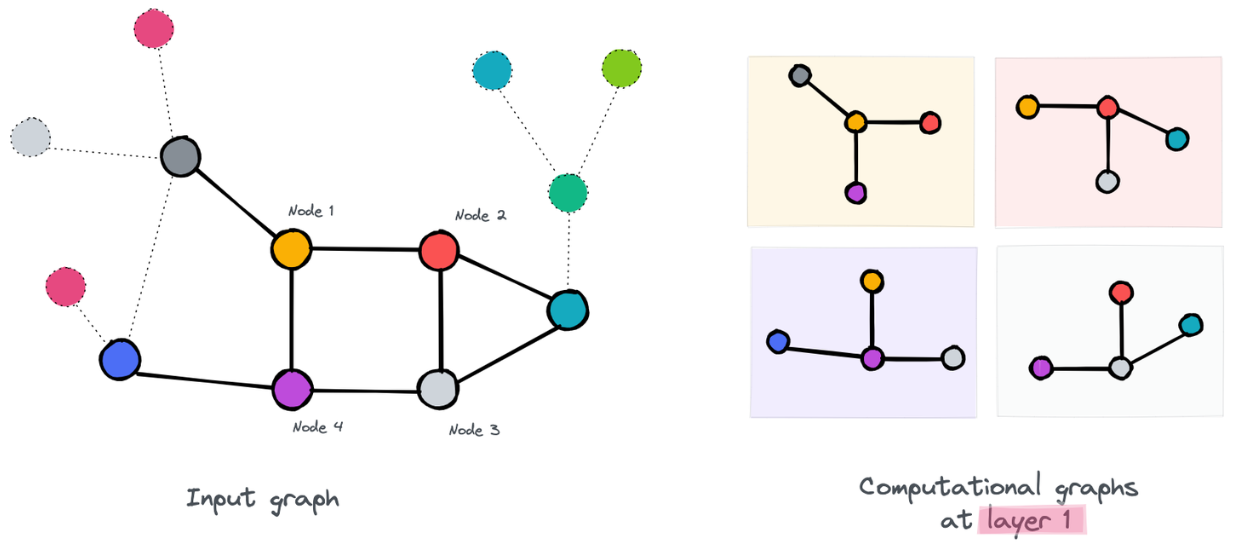 Node 1
Node 2
Node 4
Node 3
Input graph
Computational graphs
at layer 1